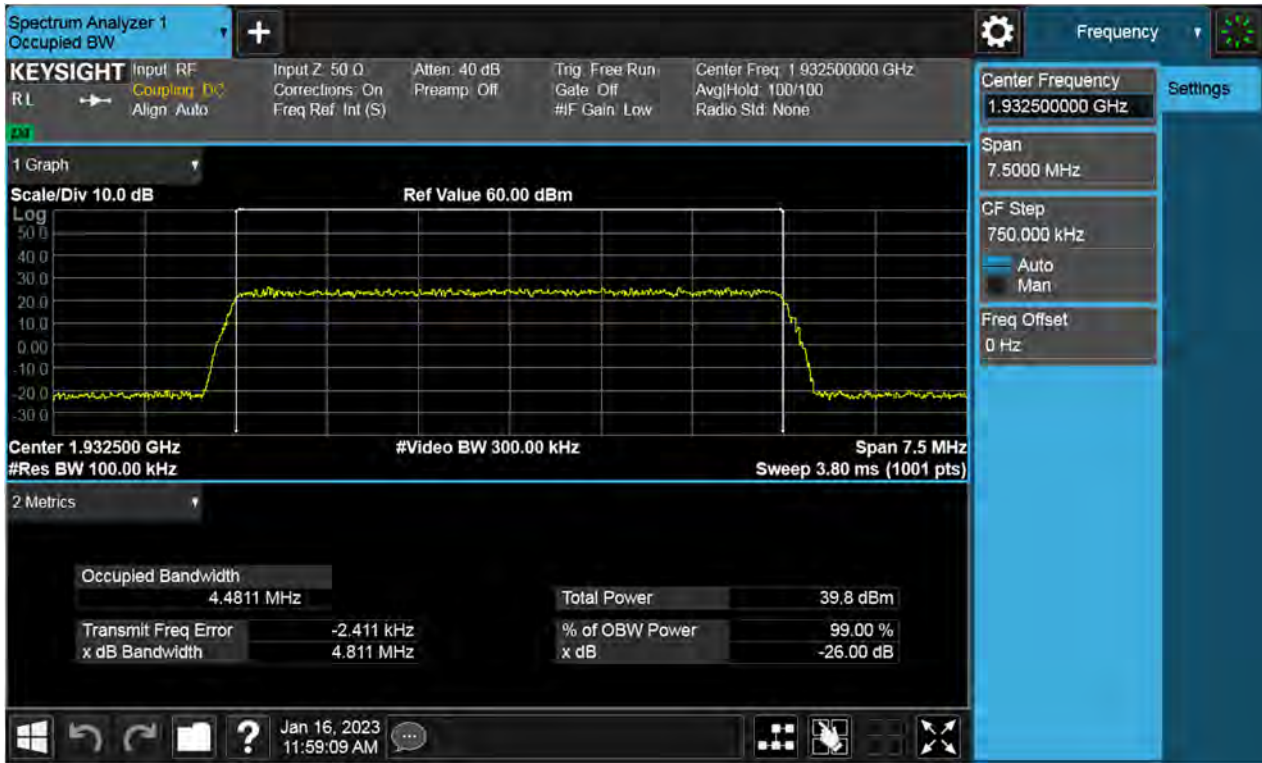 Spectrum Analyzer 1
Occupied BW
+
Frequency
KEYSIGHT Input: RF Input Z: 50 Ω Atten: 40 dB Trig: Free Run Center Freq: 1.932500000 GHz
RL Coupling: DC Corrections: On Preamp: Off Gate: Off Avg|Hold: 100/100
Align: Auto Freq Ref: Int (S) #IF Gain: Low Radio Std: None
Center Frequency
1.932500000 GHz
Settings
Span
7.5000 MHz
CF Step
750.000 kHz
Auto
Man
Freq Offset
0 Hz
1 Graph
Scale/Div 10.0 dB Ref Value 60.00 dBm
Log
50.0
40.0
30.0
20.0
10.0
0.00
-10.0
-20.0
-30.0
Center 1.932500 GHz #Video BW 300.00 kHz Span 7.5 MHz
#Res BW 100.00 kHz Sweep 3.80 ms (1001 pts)
2 Metrics
Occupied Bandwidth
4.4811 MHz Total Power 39.8 dBm
Transmit Freq Error -2.411 kHz % of OBW Power 99.00 %
x dB Bandwidth 4.811 MHz x dB -26.00 dB
? Jan 16, 2023
11:59:09 AM